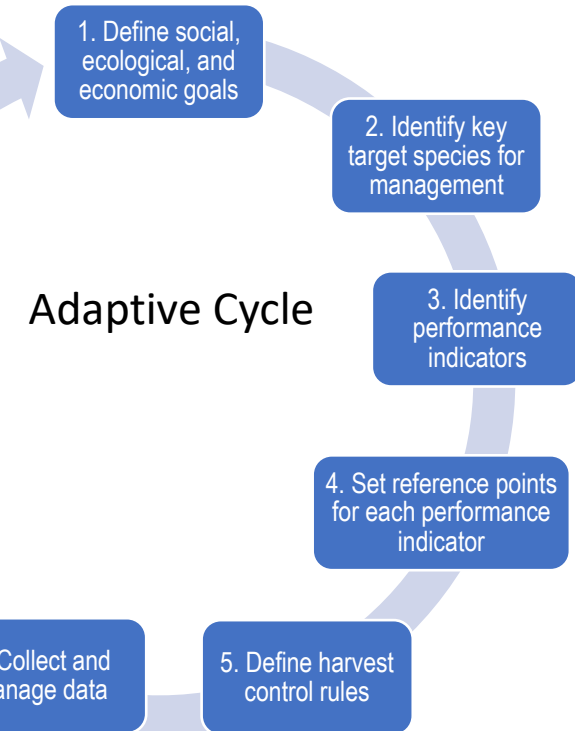 1. Define social,
ecological, and
economic goals
2. Identify key
target species for
management
Adaptive Cycle
3. Identify
performance
indicators
4. Set reference points
for each performance
indicator
5. Define harvest
control rules
Collect and
data